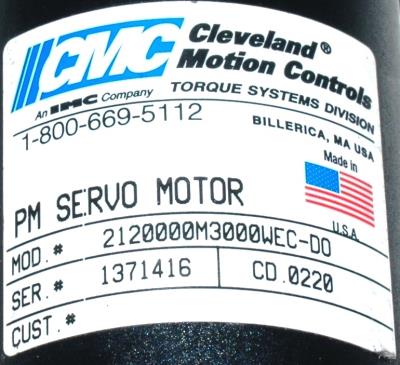 CMC Cleveland® Motion Controls
An IMC Company
TORQUE SYSTEMS DIVISION
1-800-669-5112
BILLERICA, MA USA
Made in
U.S.A
PM SERVO MOTOR
MOD.# 2120000M3000WEC-DO
SER.# 1371416 CD.0220
CUST.#